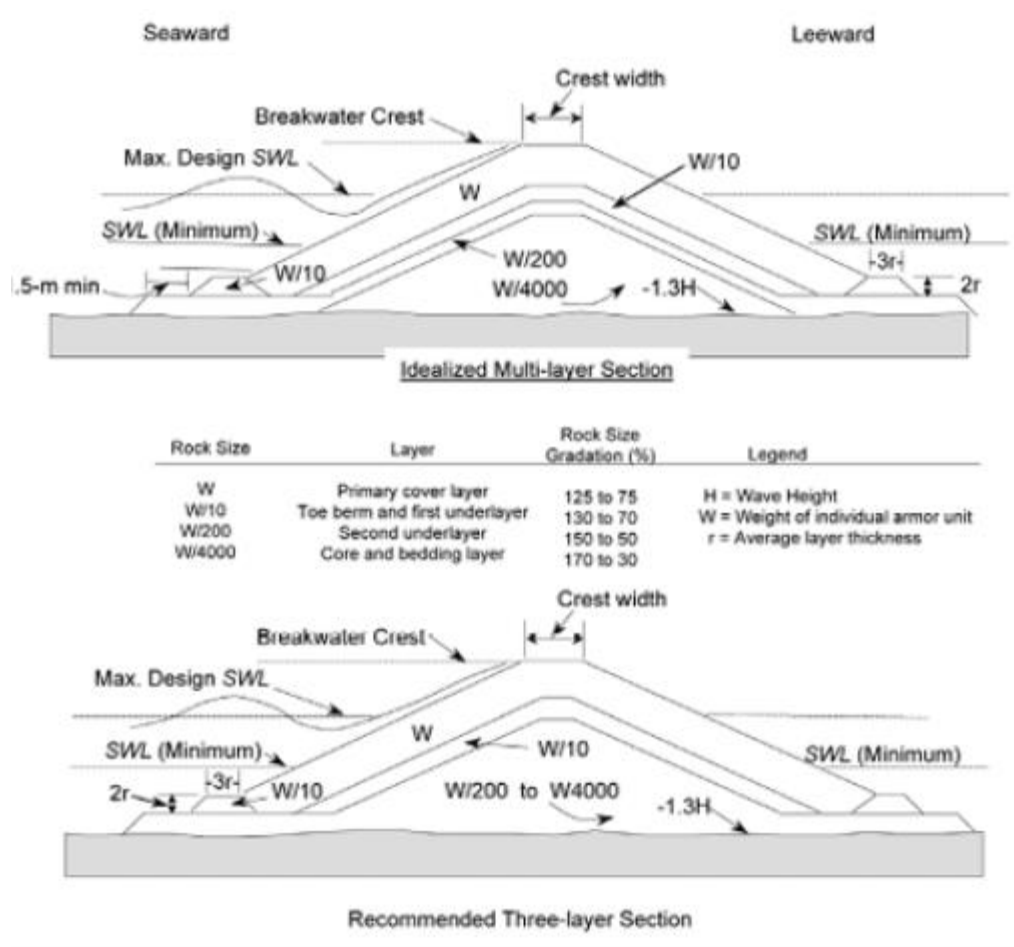 Seaward
Leeward
Crest width
Breakwater Crest
Max. Design SWL
W/10
W
SWL (Minimum)
SWL (Minimum)
-3r-
W/10
W/200
.5-m min
W/4000
-1.3H
2r
Idealized Multi-layer Section
Rock Size Layer Rock Size Gradation (%) Legend
W Primary cover layer 125 to 75 H = Wave Height
W/10 Toe berm and first underlayer 130 to 70 W = Weight of individual armor unit
W/200 Second underlayer 150 to 50 r = Average layer thickness
W/4000 Core and bedding layer 170 to 30
Crest width
Breakwater Crest
Max. Design SWL
W
W/10
SWL (Minimum)
SWL (Minimum)
-3r-
2r
W/10
W/200 to W4000
-1.3H
Recommended Three-layer Section